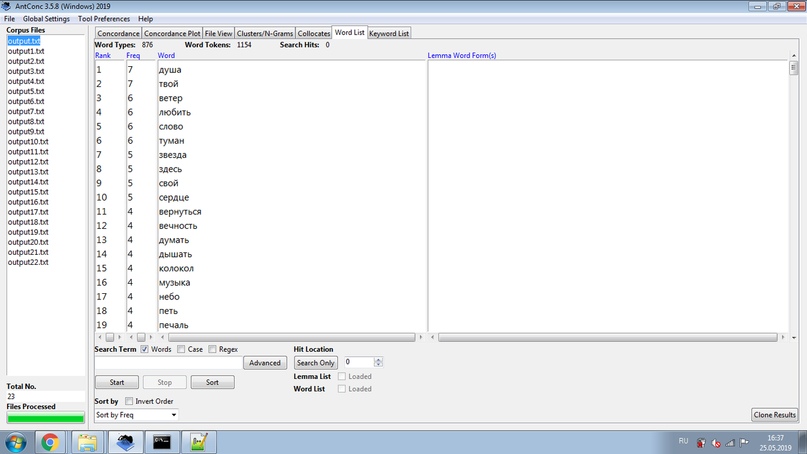 AntConc 3.5.8 (Windows) 2019
File Global Settings Tool Preferences Help
Corpus Files
output.txt
output1.txt
output2.txt
output3.txt
output4.txt
output5.txt
output6.txt
output7.txt
output8.txt
output9.txt
output10.txt
output11.txt
output12.txt
output13.txt
output14.txt
output15.txt
output16.txt
output17.txt
output18.txt
output19.txt
output20.txt
output21.txt
output22.txt
Total No.
23
Files Processed
Concordance Concordance Plot File View Clusters/N-Grams Collocates Word List Keyword List
Word Types: 876 Word Tokens: 1154 Search Hits: 0
Rank Freq Word Lemma Word Form(s)
1 7 душа
2 7 твой
3 6 ветер
4 6 любить
5 6 слово
6 6 туман
7 5 звезда
8 5 здесь
9 5 свой
10 5 сердце
11 4 вернуться
12 4 вечность
13 4 думать
14 4 дышать
15 4 колокол
16 4 музыка
17 4 небо
18 4 петь
19 4 печаль
Search Term Words Case Regex Hit Location
Advanced Search Only 0
Start Stop Sort Lemma List Loaded
Word List Loaded
Sort by Invert Order
Sort by Freq Clone Results
RU 16:37
25.05.2019